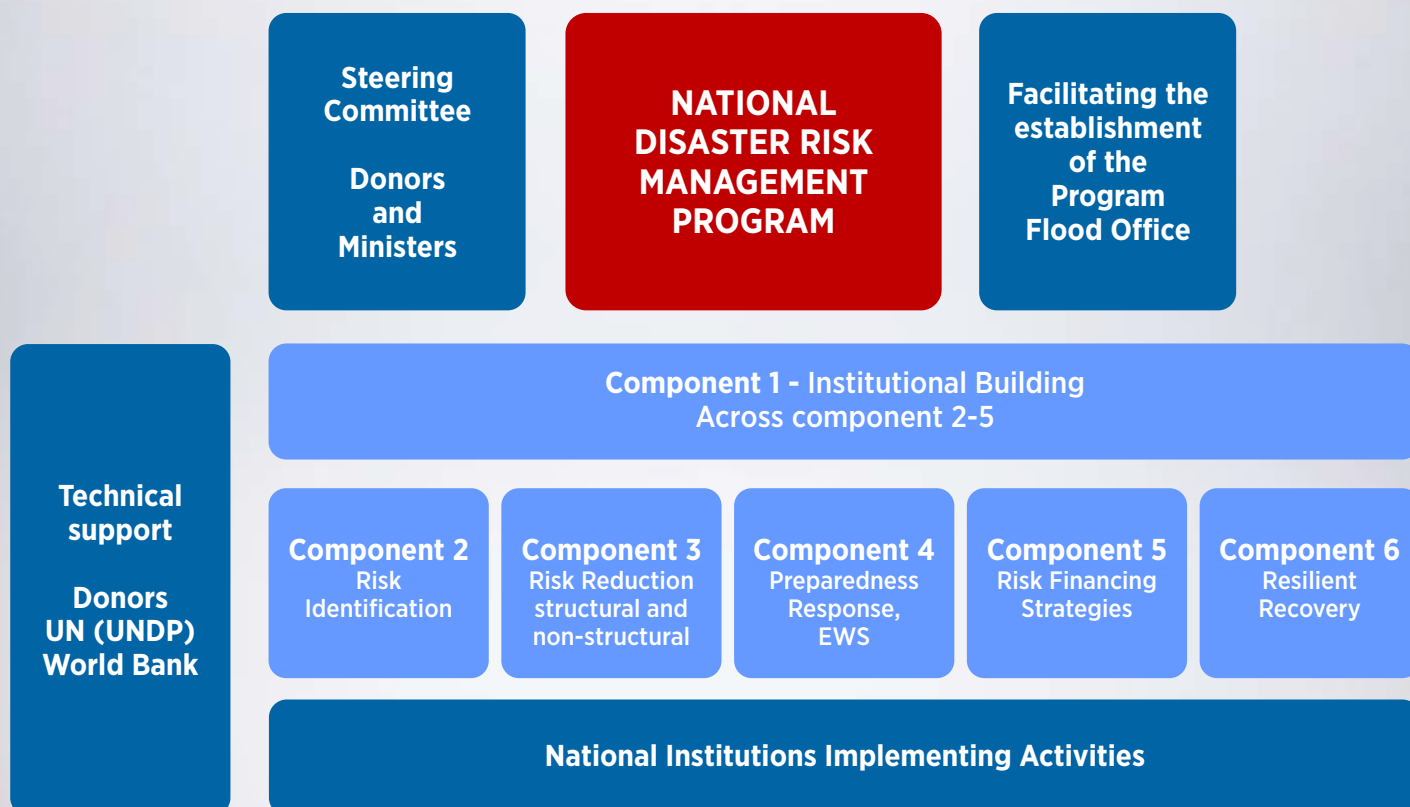 Steering
Committee
Donors
and
Ministers
NATIONAL
DISASTER RISK
MANAGEMENT
PROGRAM
Facilitating the
establishment
of the
Program
Flood Office
Technical
support
Donors
UN (UNDP)
World Bank
Component 1 - Institutional Building
Across component 2-5
Component 2
Risk
Identification
Component 3
Risk Reduction
structural and
non-structural
Component 4
Preparedness
Response,
EWS
Component 5
Risk Financing
Strategies
Component 6
Resilient
Recovery
National Institutions Implementing Activities